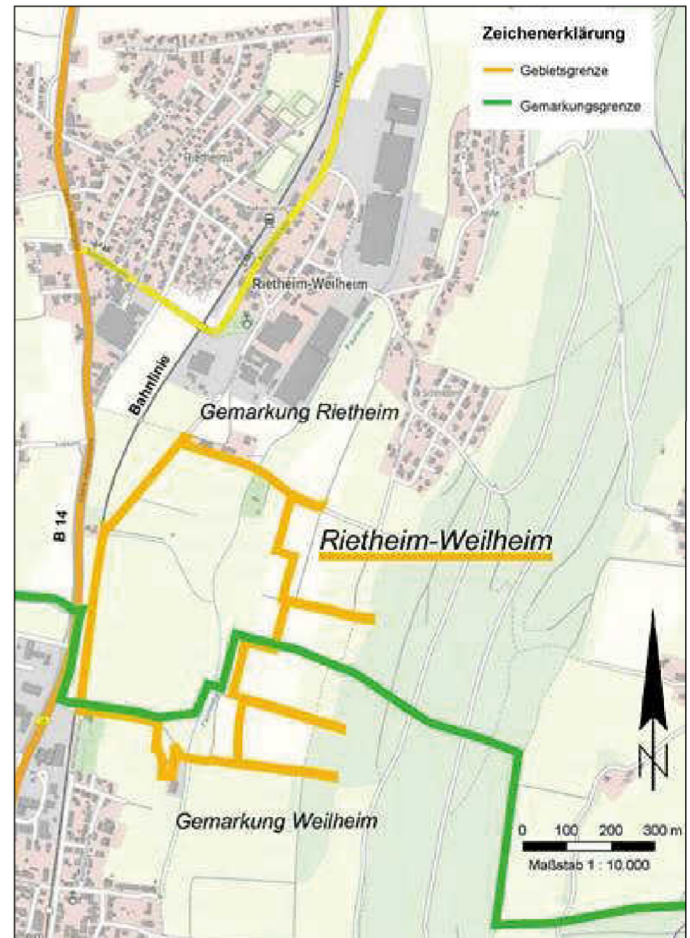 Zeichenerklärung
Gebietsgrenze
Gemarkungsgrenze
Rietheim
Rietheim-Weilheim
Bahnlinie
Gemarkung Rietheim
B 14
Rietheim-Weilheim
N
Gemarkung Weilheim
0 100 200 300 m
Maßstab 1 : 10.000